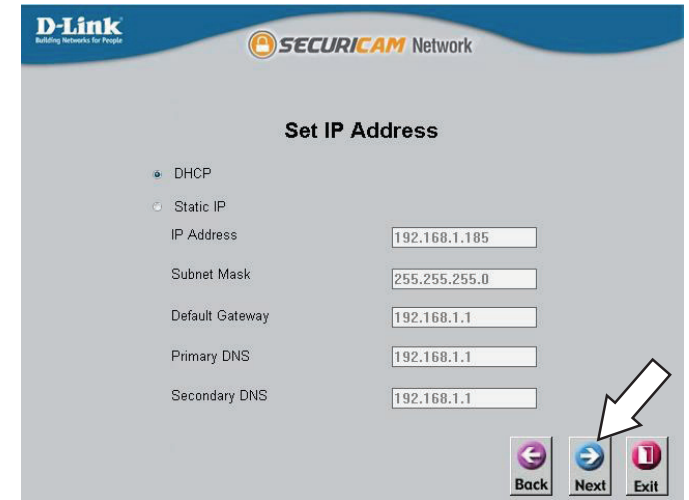 D-Link
Building Networks for People
SECURICAM Network
Set IP Address
DHCP
Static IP
IP Address 192.168.1.185
Subnet Mask 255.255.255.0
Default Gateway 192.168.1.1
Primary DNS 192.168.1.1
Secondary DNS 192.168.1.1
Back Next Exit